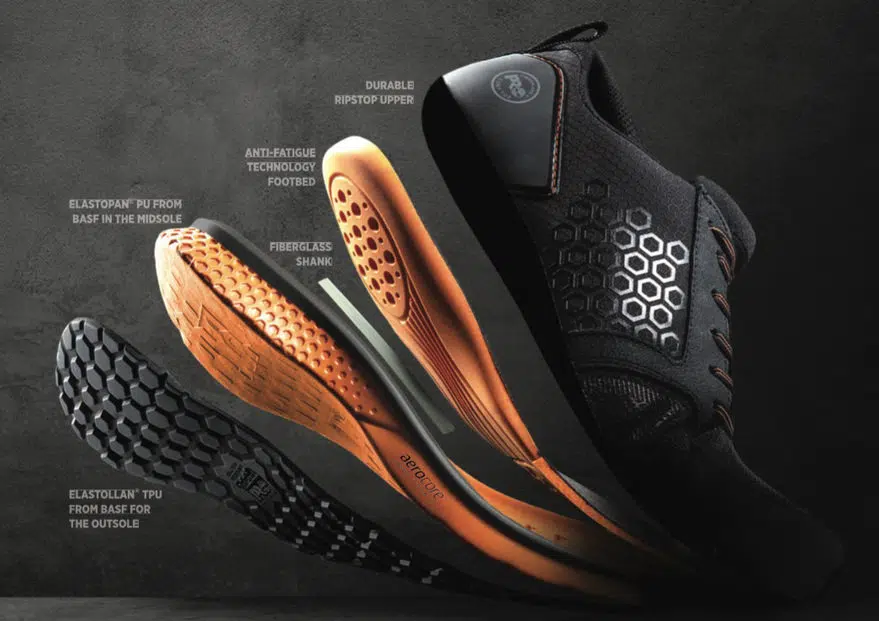 DURABLE
RIPSTOP UPPER
PRO
ANTI-FATIGUE
TECHNOLOGY
FOOTBED
ELASTOPAN® PU FROM
BASF IN THE MIDSOLE
FIBERGLASS
SHANK
aerocore
ELASTOLLAN® TPU
FROM BASF FOR
THE OUTSOLE